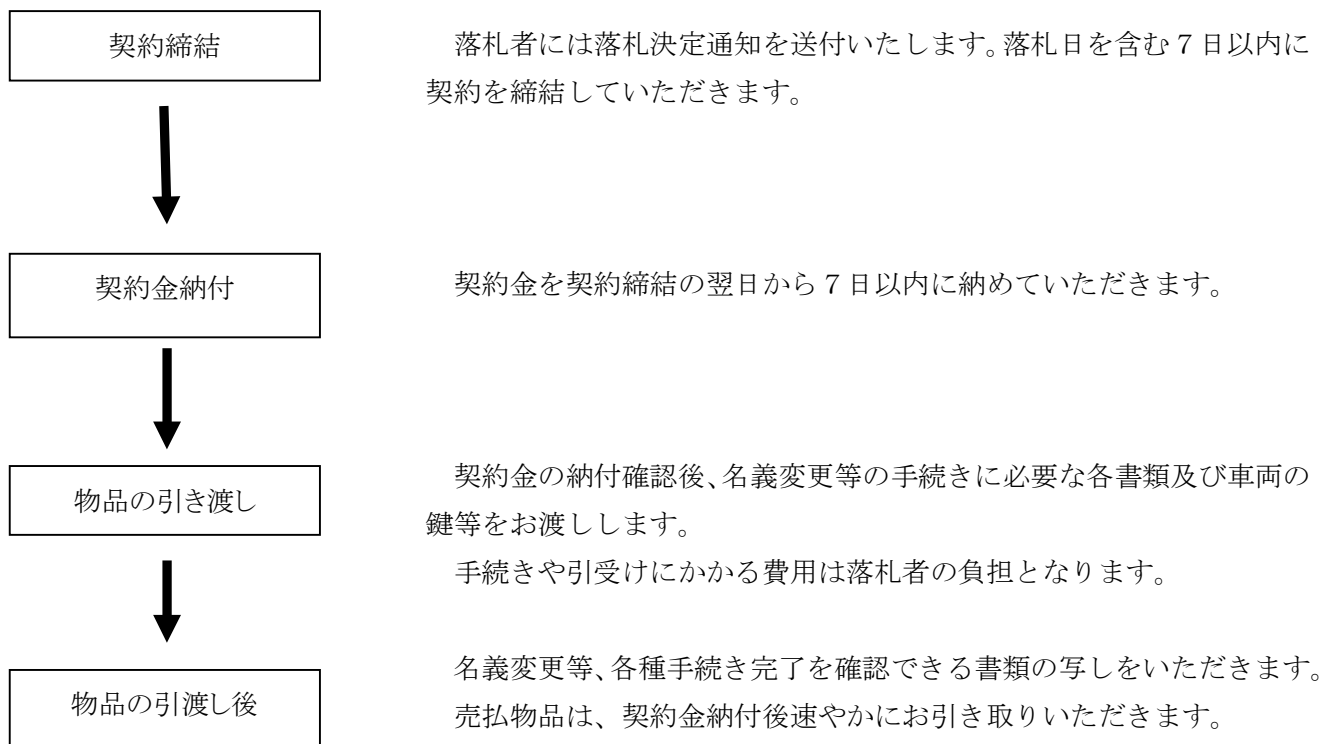 契約締結
落札者には落札決定通知を送付いたします。落札日を含む7日以内に
契約を締結していただきます。
契約金納付
契約金を契約締結の翌日から7日以内に納めていただきます。
物品の引き渡し
契約金の納付確認後、名義変更等の手続きに必要な各書類及び車両の
鍵等をお渡しします。
手続きや引受けにかかる費用は落札者の負担となります。
物品の引渡し後
名義変更等、各種手続き完了を確認できる書類の写しをいただきます。
売払物品は、契約金納付後速やかにお引き取りいただきます。